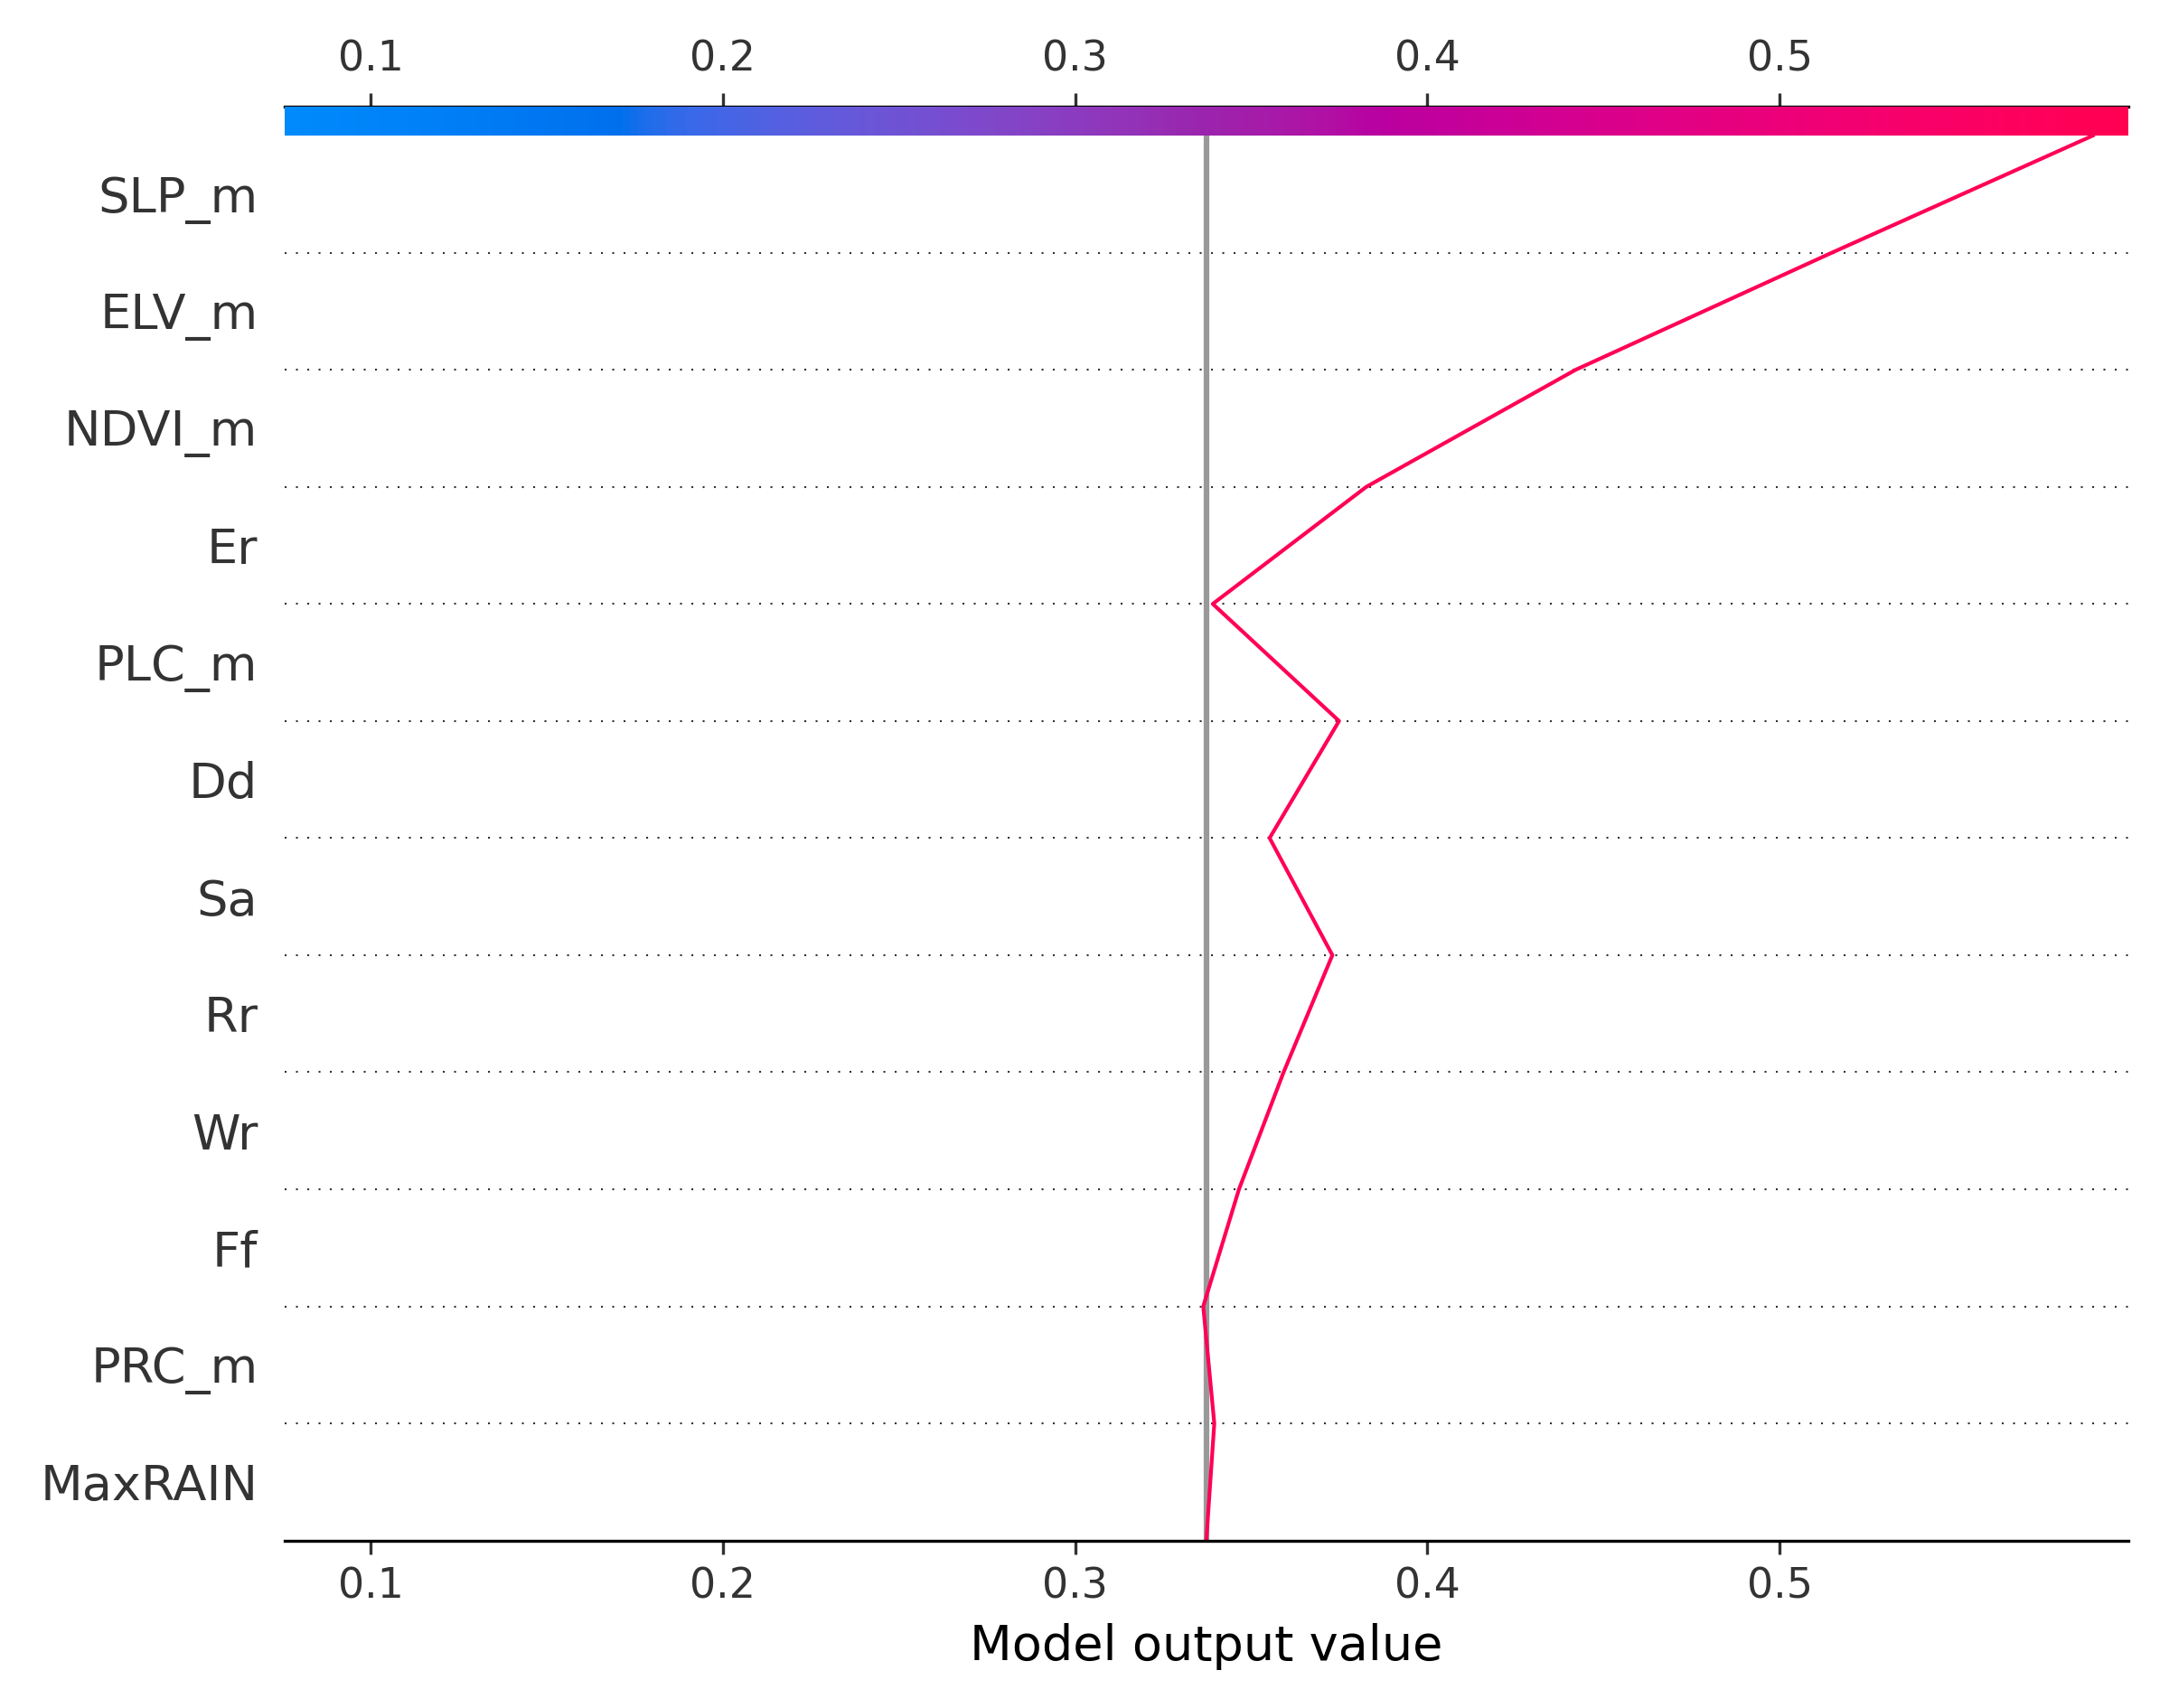 0.1 0.2 0.3 0.4 0.5
SLP_m
ELV_m
NDVI_m
Er
PLC_m
Dd
Sa
Rr
Wr
Ff
PRC_m
MaxRAIN
0.1 0.2 0.3 0.4 0.5
Model output value